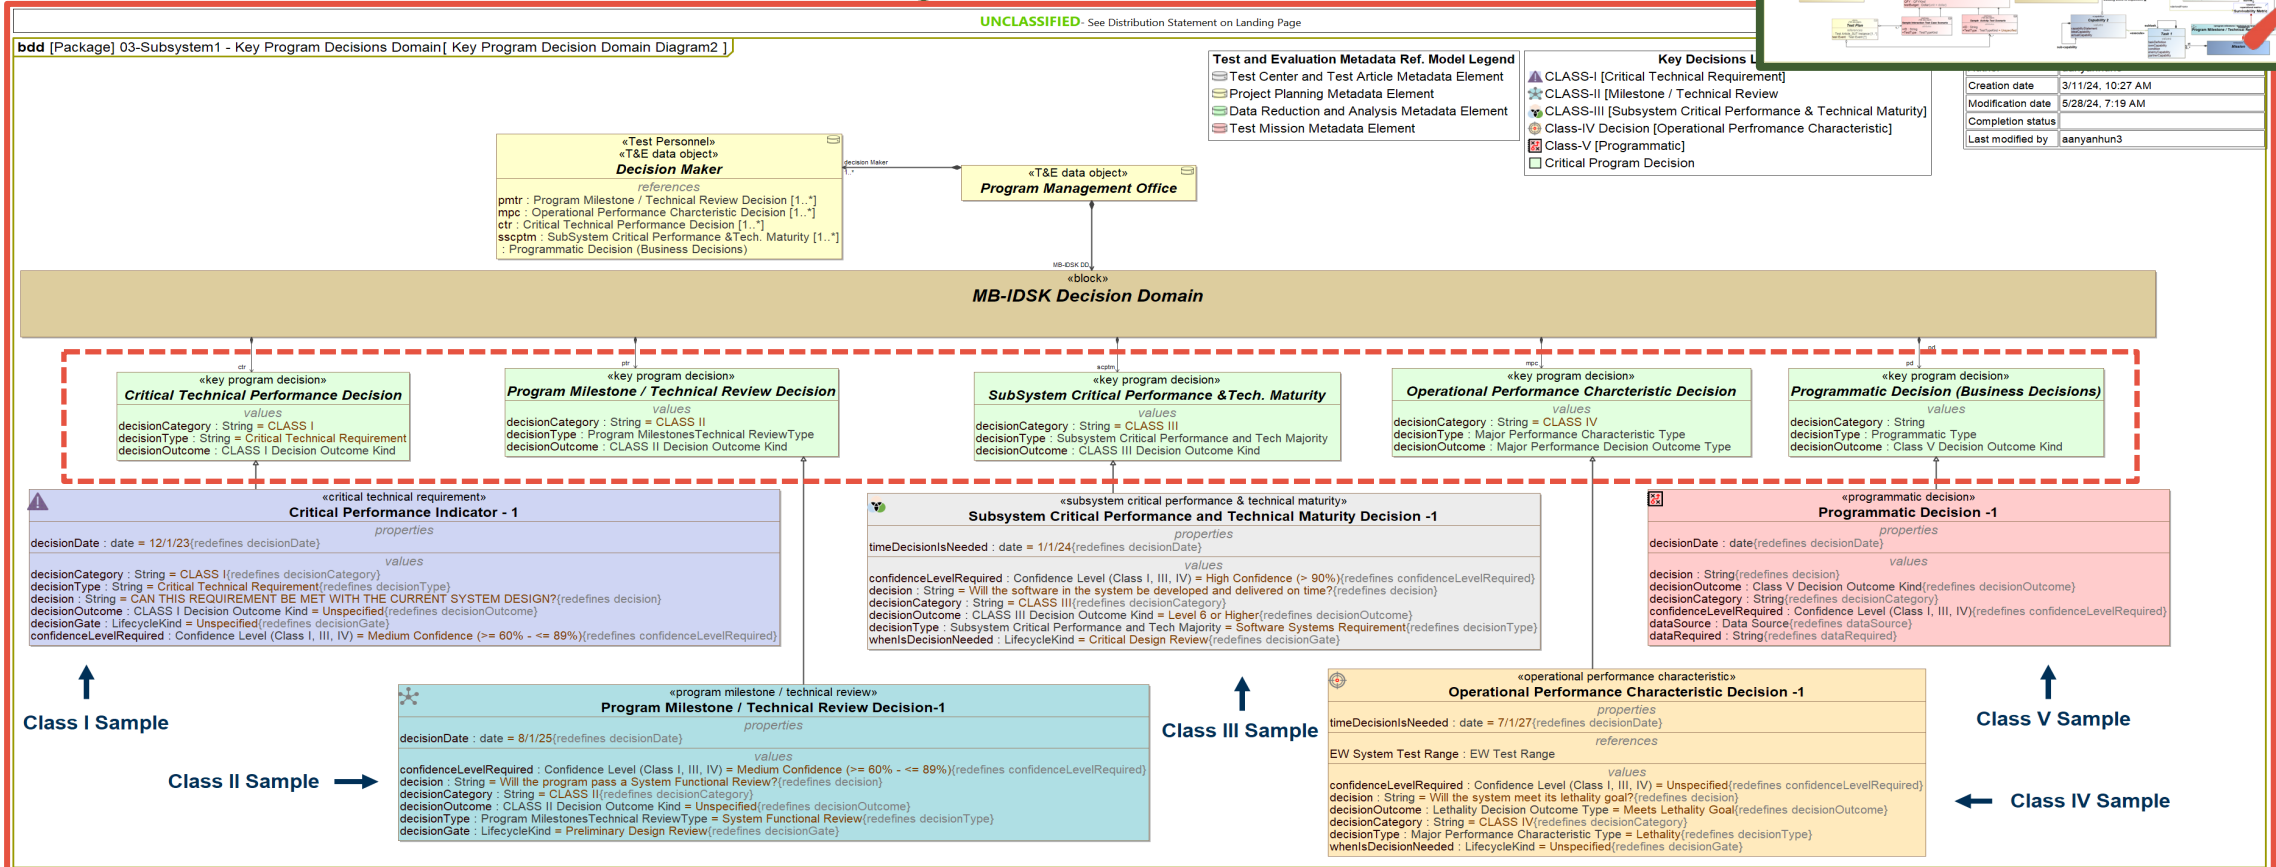 UNCLASSIFIED- See Distribution Statement on Landing Page
bdd [Package] 03-Subsystem1 - Key Program Decisions Domain[ Key Program Decision Domain Diagram2 ]
Test and Evaluation Metadata Ref. Model Legend
Test Center and Test Article Metadata Element
Project Planning Metadata Element
Data Reduction and Analysis Metadata Element
Test Mission Metadata Element
Key Decisions L
CLASS-I [Critical Technical Requirement]
CLASS-II [Milestone / Technical Review
CLASS-III [Subsystem Critical Performance & Technical Maturity]
Class-IV Decision [Operational Perfromance Characteristic]
Class-V [Programmatic]
Critical Program Decision
Creation date 3/11/24, 10:27 AM
Modification date 5/28/24, 7:19 AM
Completion status
Last modified by aanyanhun3
«Test Personnel»
«T&E data object»
Decision Maker
references
pmtr : Program Milestone / Technical Review Decision [1..*]
mpc : Operational Performance Charcteristic Decision [1..*]
ctr : Critical Technical Performance Decision [1..*]
sscptm : SubSystem Critical Performance &Tech. Maturity [1..*]
: Programmatic Decision (Business Decisions)
decision Maker
1..*
«T&E data object»
Program Management Office
MB-IDSK DD
«block»
MB-IDSK Decision Domain
ctr
ptr
scptm
mpc
pd
pd
«key program decision»
Critical Technical Performance Decision
values
decisionCategory : String = CLASS I
decisionType : String = Critical Technical Requirement
decisionOutcome : CLASS I Decision Outcome Kind
«key program decision»
Program Milestone / Technical Review Decision
values
decisionCategory : String = CLASS II
decisionType : Program MilestonesTechnical ReviewType
decisionOutcome : CLASS II Decision Outcome Kind
«key program decision»
SubSystem Critical Performance &Tech. Maturity
values
decisionCategory : String = CLASS III
decisionType : Subsystem Critical Performance and Tech Majority
decisionOutcome : CLASS III Decision Outcome Kind
«key program decision»
Operational Performance Charcteristic Decision
values
decisionCategory : String = CLASS IV
decisionType : Major Performance Characteristic Type
decisionOutcome : Major Performance Decision Outcome Type
«key program decision»
Programmatic Decision (Business Decisions)
values
decisionCategory : String
decisionType : Programmatic Type
decisionOutcome : Class V Decision Outcome Kind
«critical technical requirement»
Critical Performance Indicator - 1
properties
decisionDate : date = 12/1/23{redefines decisionDate}
values
decisionCategory : String = CLASS I{redefines decisionCategory}
decisionType : String = Critical Technical Requirement{redefines decisionType}
decision : String = CAN THIS REQUIREMENT BE MET WITH THE CURRENT SYSTEM DESIGN?{redefines decision}
decisionOutcome : CLASS I Decision Outcome Kind = Unspecified{redefines decisionOutcome}
decisionGate : LifecycleKind = Unspecified{redefines decisionGate}
confidenceLevelRequired : Confidence Level (Class I, III, IV) = Medium Confidence (>= 60% - <= 89%){redefines confidenceLevelRequired}
«subsystem critical performance & technical maturity»
Subsystem Critical Performance and Technical Maturity Decision -1
properties
timeDecisionIsNeeded : date = 1/1/24{redefines decisionDate}
values
confidenceLevelRequired : Confidence Level (Class I, III, IV) = High Confidence (> 90%){redefines confidenceLevelRequired}
decision : String = Will the software in the system be developed and delivered on time?{redefines decision}
decisionCategory : String = CLASS III{redefines decisionCategory}
decisionOutcome : CLASS III Decision Outcome Kind = Level 6 or Higher{redefines decisionOutcome}
decisionType : Subsystem Critical Performance and Tech Majority = Software Systems Requirement{redefines decisionType}
whenIsDecisionNeeded : LifecycleKind = Critical Design Review{redefines decisionGate}
«programmatic decision»
Programmatic Decision -1
properties
decisionDate : date{redefines decisionDate}
values
decision : String{redefines decision}
decisionOutcome : Class V Decision Outcome Kind{redefines decisionOutcome}
decisionCategory : String{redefines decisionCategory}
confidenceLevelRequired : Confidence Level (Class I, III, IV){redefines confidenceLevelRequired}
dataSource : Data Source{redefines dataSource}
dataRequired : String{redefines dataRequired}
Class I Sample
«program milestone / technical review»
Program Milestone / Technical Review Decision-1
properties
decisionDate : date = 8/1/25{redefines decisionDate}
values
confidenceLevelRequired : Confidence Level (Class I, III, IV) = Medium Confidence (>= 60% - <= 89%){redefines confidenceLevelRequired}
decision : String = Will the program pass a System Functional Review?{redefines decision}
decisionCategory : String = CLASS II{redefines decisionCategory}
decisionOutcome : CLASS II Decision Outcome Kind = Unspecified{redefines decisionOutcome}
decisionType : Program MilestonesTechnical ReviewType = System Functional Review{redefines decisionType}
decisionGate : LifecycleKind = Preliminary Design Review{redefines decisionGate}
Class II Sample
Class III Sample
«operational performance characteristic»
Operational Performance Characteristic Decision -1
properties
timeDecisionIsNeeded : date = 7/1/27{redefines decisionDate}
references
EW System Test Range : EW Test Range
values
confidenceLevelRequired : Confidence Level (Class I, III, IV) = Unspecified{redefines confidenceLevelRequired}
decision : String = Will the system meet its lethality goal?{redefines decision}
decisionOutcome : Lethality Decision Outcome Type = Meets Lethality Goal{redefines decisionOutcome}
decisionCategory : String = CLASS IV{redefines decisionCategory}
decisionType : Major Performance Characteristic Type = Lethality{redefines decisionType}
whenIsDecisionNeeded : LifecycleKind = Unspecified{redefines decisionGate}
Class V Sample
Class IV Sample